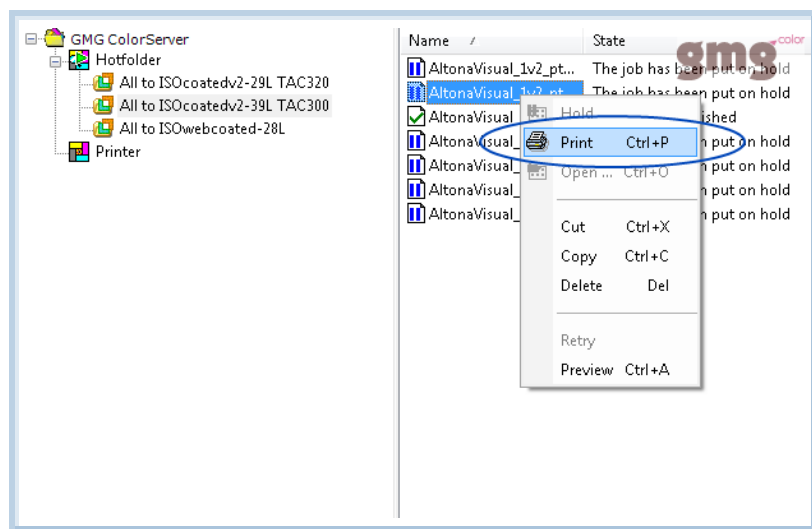 GMG ColorServer
Hotfolder
All to ISOcoatedv2-29L TAC320
All to ISOcoatedv2-39L TAC300
All to ISOwebcoated-28L
Printer
Name / State
gmg color
AltonaVisual_1v2_pt... The job has been put on hold
AltonaVisual_1v2_pt... The job has been put on hold
AltonaVisual_ ished
AltonaVisual_ n put on hold
AltonaVisual_ n put on hold
AltonaVisual_ n put on hold
AltonaVisual_ n put on hold
Hold
Print Ctrl+P
Open ... Ctrl+O
Cut Ctrl+X
Copy Ctrl+C
Delete Del
Retry
Preview Ctrl+A